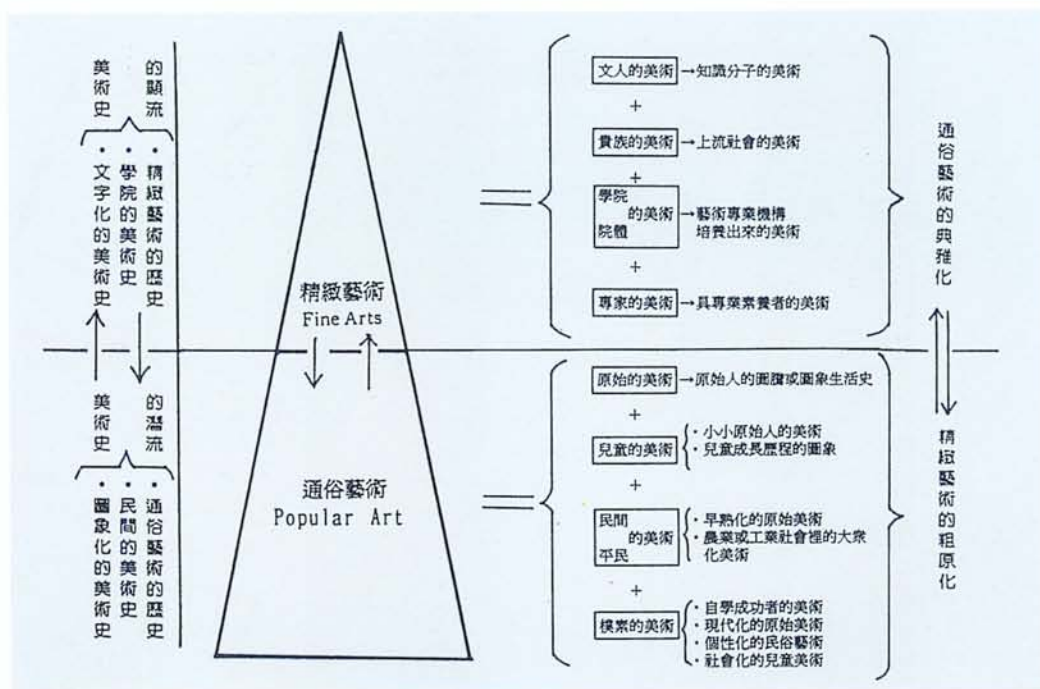 美術史的顯流
・精緻藝術的歷史
・學院的美術史
・文字化的美術史
美術史的潛流
・通俗藝術的歷史
・民間的美術史
・圖象化的美術史
精緻藝術
Fine Arts
通俗藝術
Popular Art
文人的美術→知識分子的美術
+
貴族的美術→上流社會的美術
+
學院
院體
的美術→藝術專業機構
培養出來的美術
+
專家的美術→具專業素養者的美術
原始的美術→原始人的圖騰或圖象生活史
+
兒童的美術
・小小原始人的美術
・兒童成長歷程的圖象
+
民間
平民
的美術
・早熟化的原始美術
・農業或工業社會裡的大眾
化美術
+
樸素的美術
・自學成功者的美術
・現代化的原始美術
・個性化的民俗藝術
・社會化的兒童美術
通俗藝術的典雅化
精緻藝術的粗原化